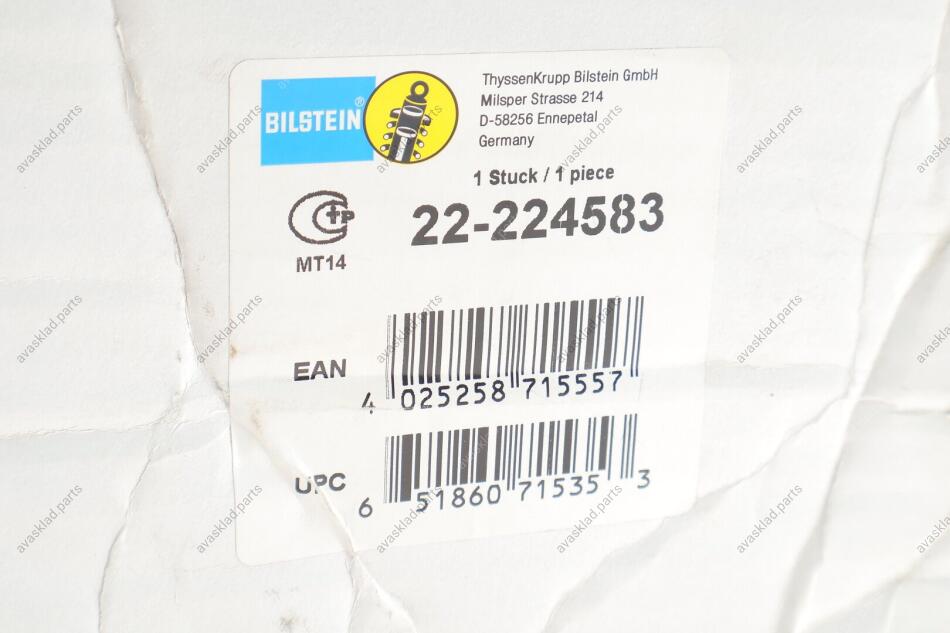 BILSTEIN®
ThyssenKrupp Bilstein GmbH
Milsper Strasse 214
D-58256 Ennepetal
Germany
1 Stuck / 1 piece
22-224583
MT14
EAN
4 025258 715557
UPC
6 51860 71535 3
avasklad.parts